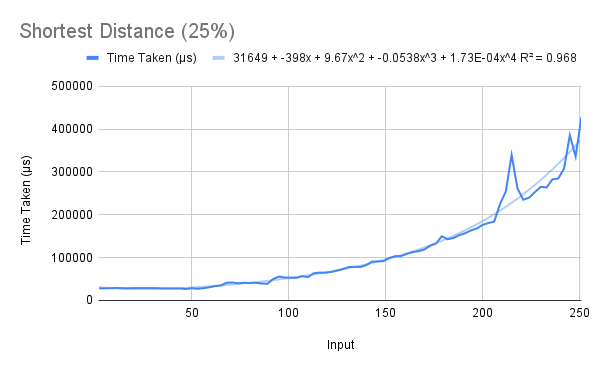 Shortest Distance (25%)
Time Taken (µs) 31649 + -398x + 9.67x^2 + -0.0538x^3 + 1.73E-04x^4 R² = 0.968
500000
400000
300000
200000
100000
0
Time Taken (µs)
50 100 150 200 250
Input